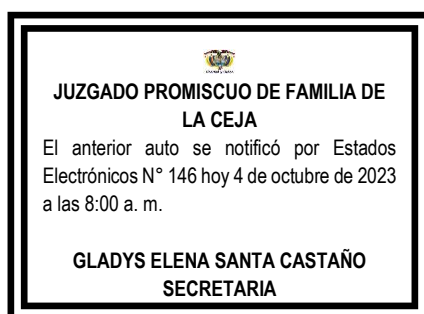 JUZGADO PROMISCUO DE FAMILIA DE
LA CEJA
El anterior auto se notificó por Estados
Electrónicos N° 146 hoy 4 de octubre de 2023
a las 8:00 a. m.
GLADYS ELENA SANTA CASTAÑO
SECRETARIA